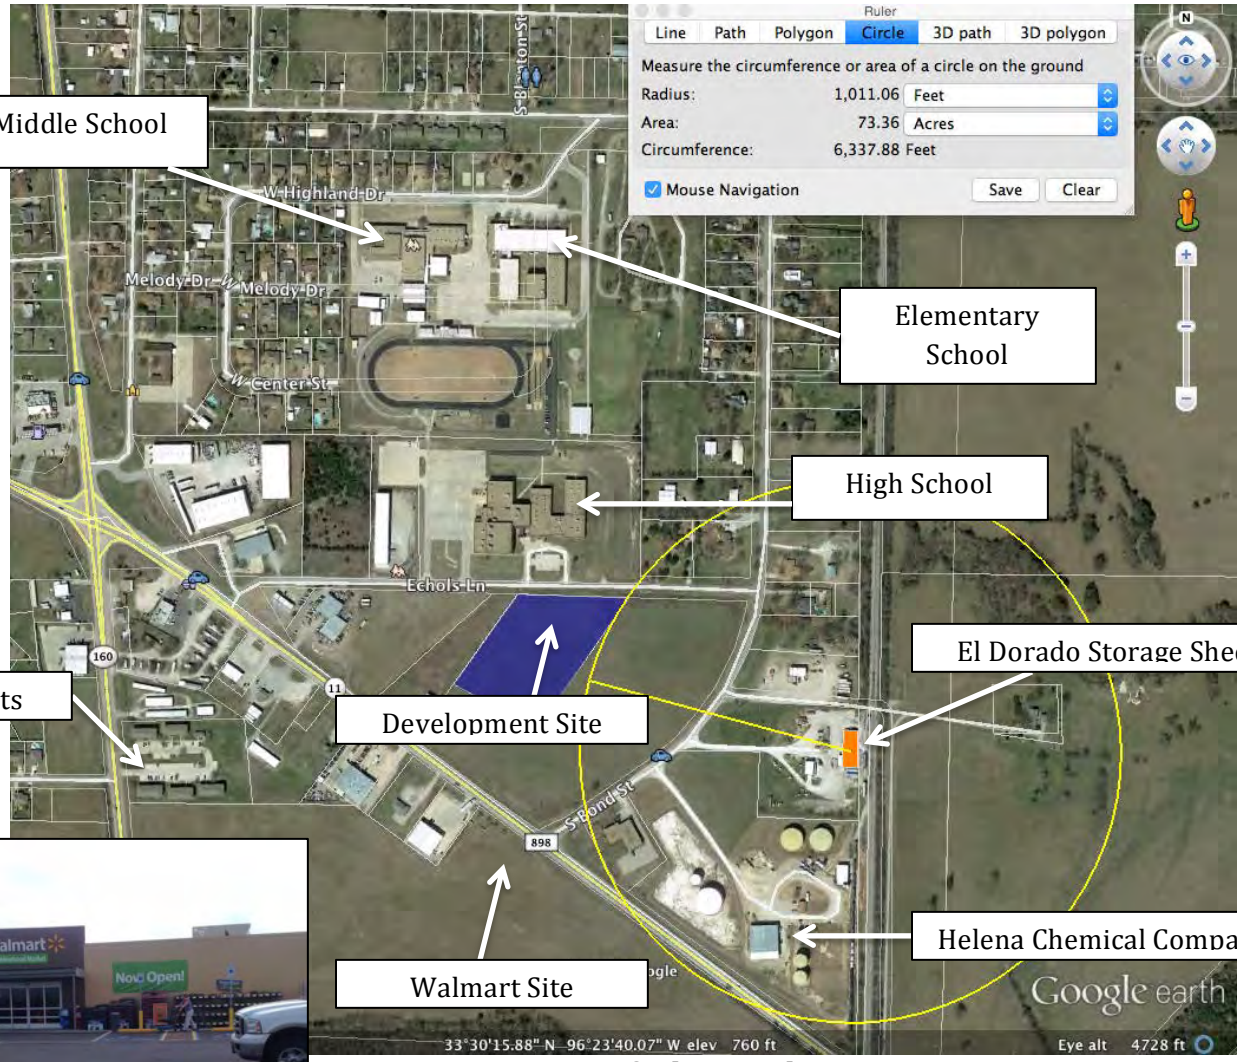 Ruler
Line Path Polygon Circle 3D path 3D polygon
Measure the circumference or area of a circle on the ground
Radius: 1,011.06 Feet
Area: 73.36 Acres
Circumference: 6,337.88 Feet
Mouse Navigation Save Clear
N
Middle School
W Highland Dr
Melody Dr
W Melody Dr
Elementary
School
W Center St
High School
Echols Ln
160
11
El Dorado Storage Shed
Development Site
S Bond St
898
Walmart Site
Helena Chemical Compa
Now Open!
Google earth
33°30'15.88" N 96°23'40.07" W elev 760 ft
Eye alt 4728 ft